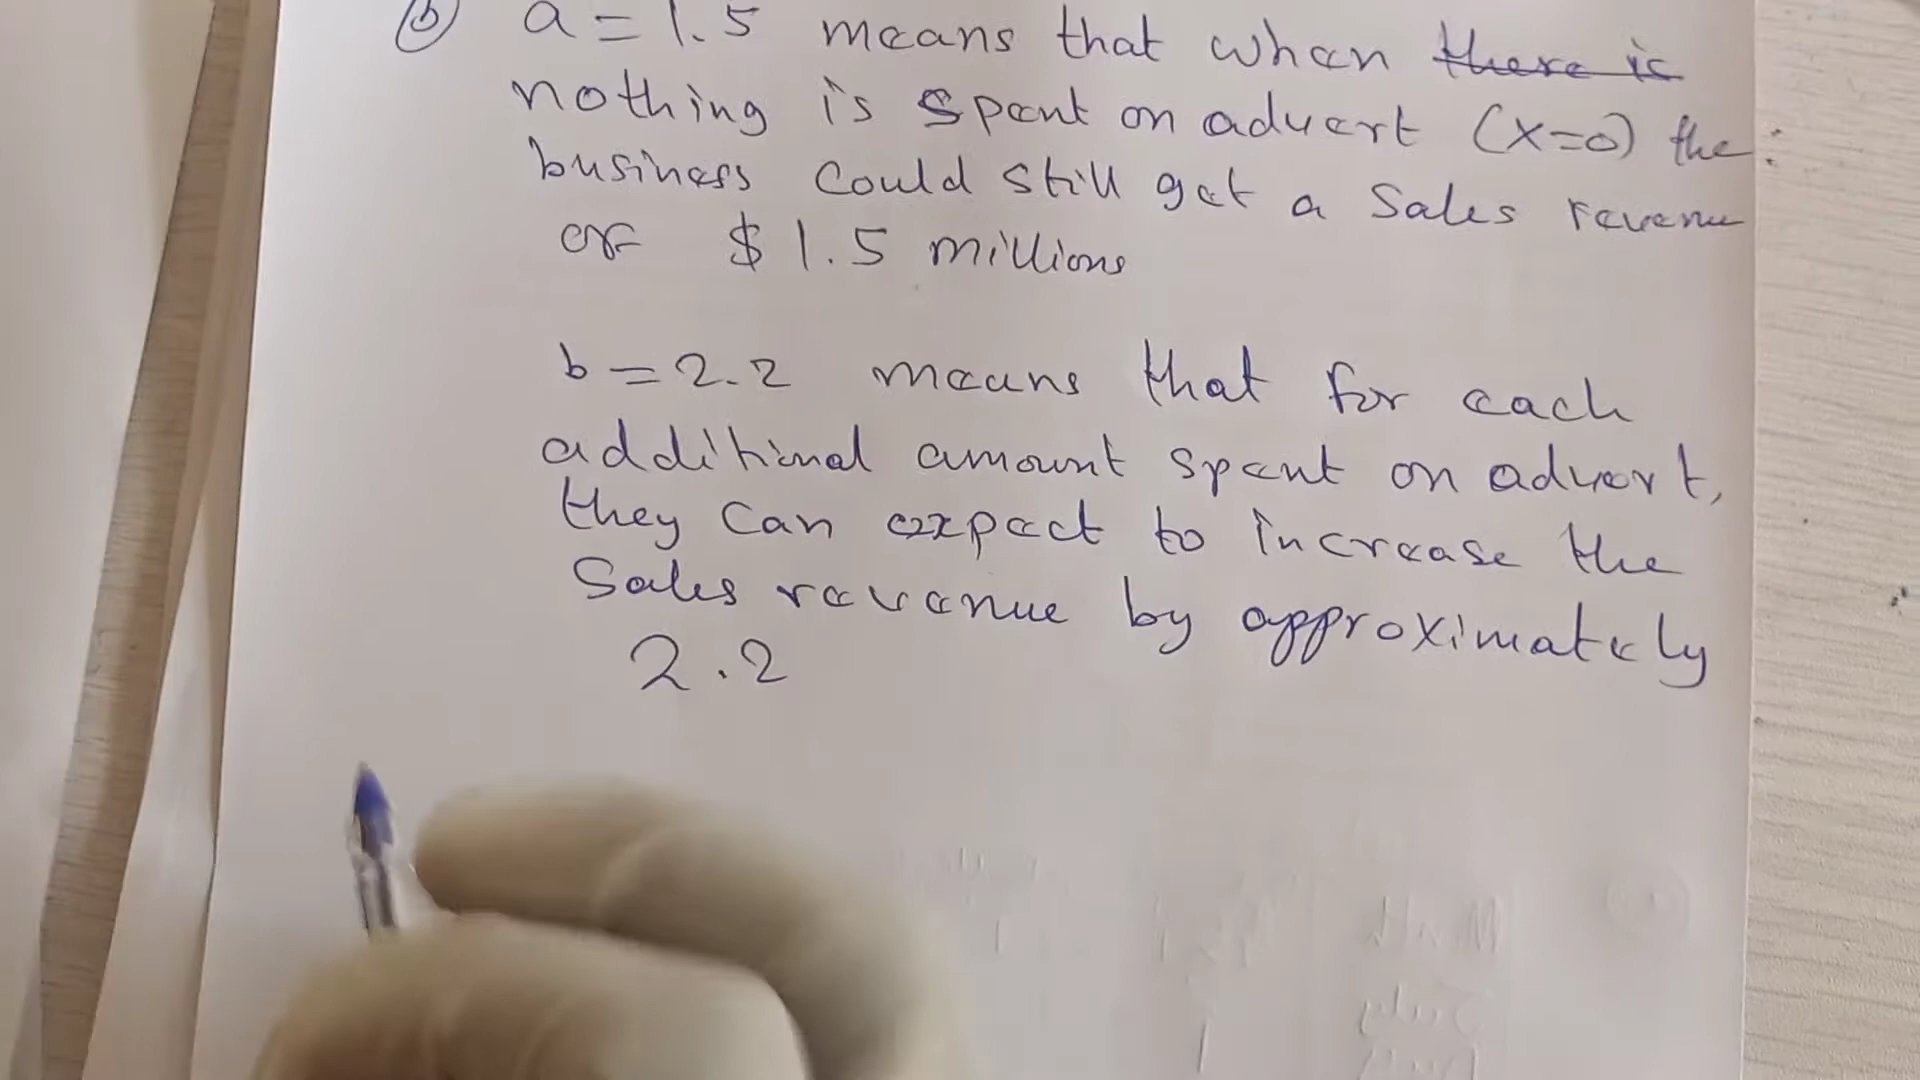 (b) a = 1.5 means that when there is
nothing is spent on advert (x=0) the
business could still get a sales revenue
of $1.5 millions
b = 2.2 means that for each
additional amount spent on advert,
they can expect to increase the
Sales revenue by approximately
2.2